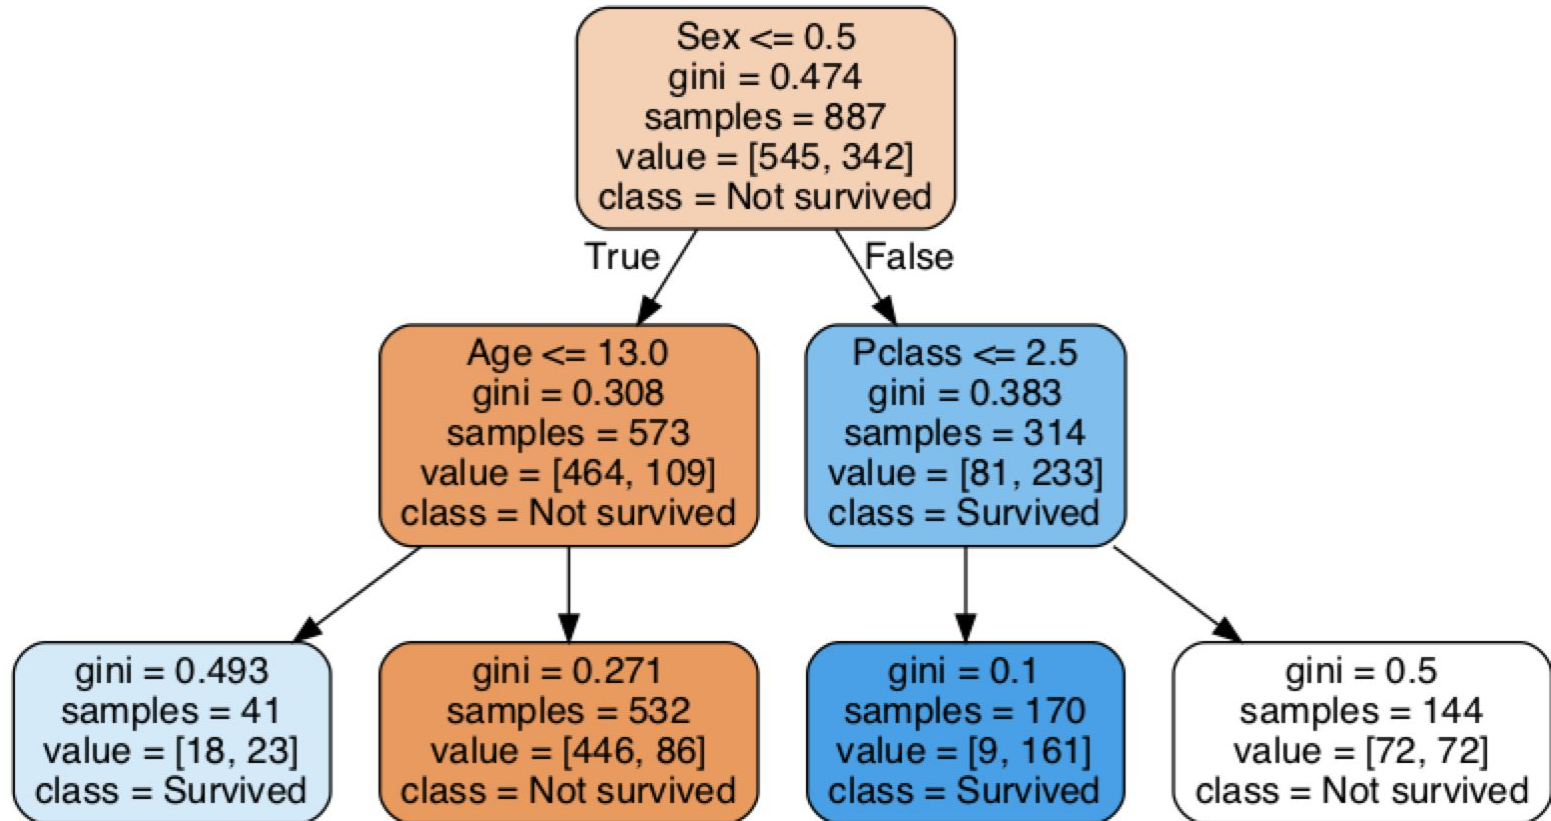 Sex <= 0.5
gini = 0.474
samples = 887
value = [545, 342]
class = Not survived
True
False
Age <= 13.0
gini = 0.308
samples = 573
value = [464, 109]
class = Not survived
Pclass <= 2.5
gini = 0.383
samples = 314
value = [81, 233]
class = Survived
gini = 0.493
samples = 41
value = [18, 23]
class = Survived
gini = 0.271
samples = 532
value = [446, 86]
class = Not survived
gini = 0.1
samples = 170
value = [9, 161]
class = Survived
gini = 0.5
samples = 144
value = [72, 72]
class = Not survived